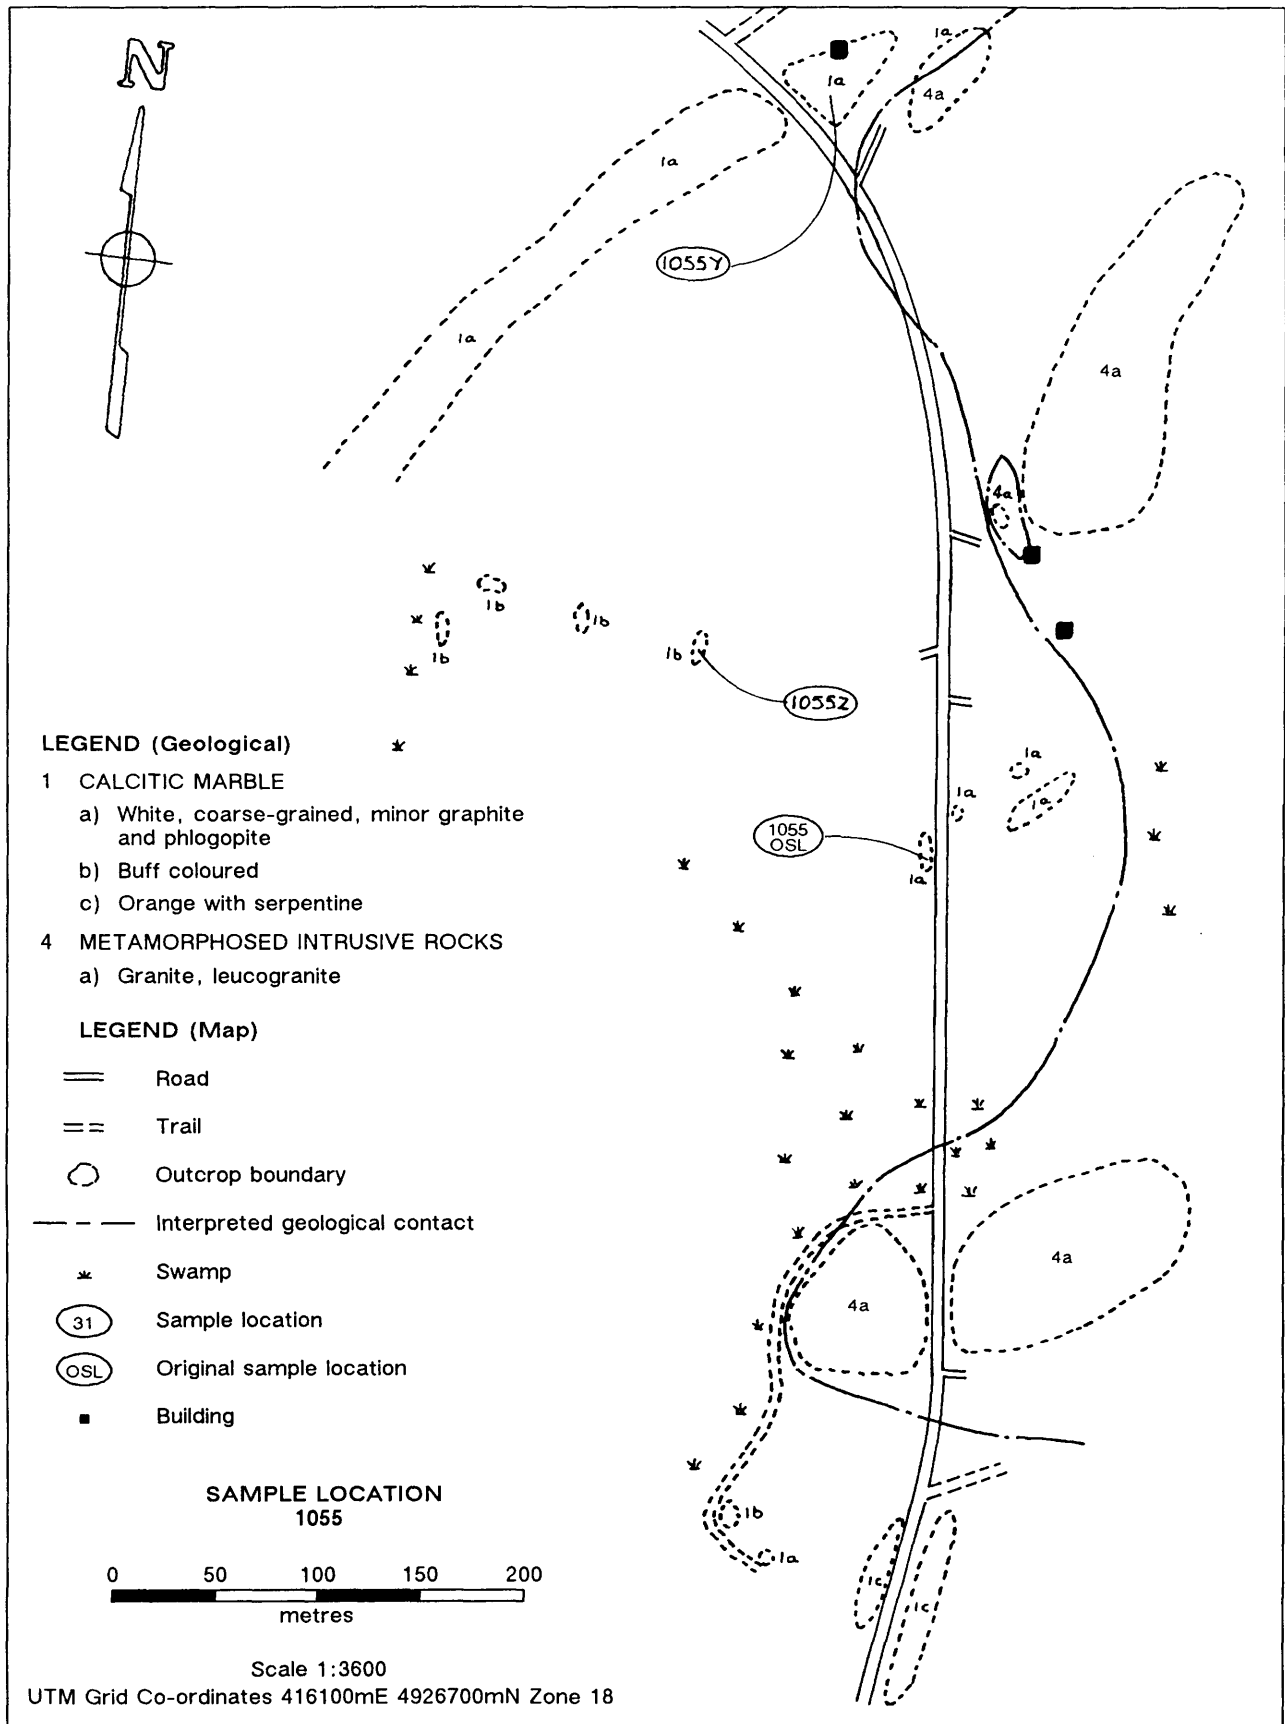 N
1a
1a
4a
1a
1055Y
1a
4a
4a
1b
1b
1b
1b
1055Z
LEGEND (Geological)
1 CALCITIC MARBLE
a) White, coarse-grained, minor graphite
and phlogopite
b) Buff coloured
c) Orange with serpentine
4 METAMORPHOSED INTRUSIVE ROCKS
a) Granite, leucogranite
1a
1a
1a
1055
OSL
1a
LEGEND (Map)
Road
Trail
Outcrop boundary
Interpreted geological contact
Swamp
31 Sample location
OSL Original sample location
Building
4a
4a
SAMPLE LOCATION
1055
1b
1a
1c
1c
0 50 100 150 200
metres
Scale 1:3600
UTM Grid Co-ordinates 416100mE 4926700mN Zone 18